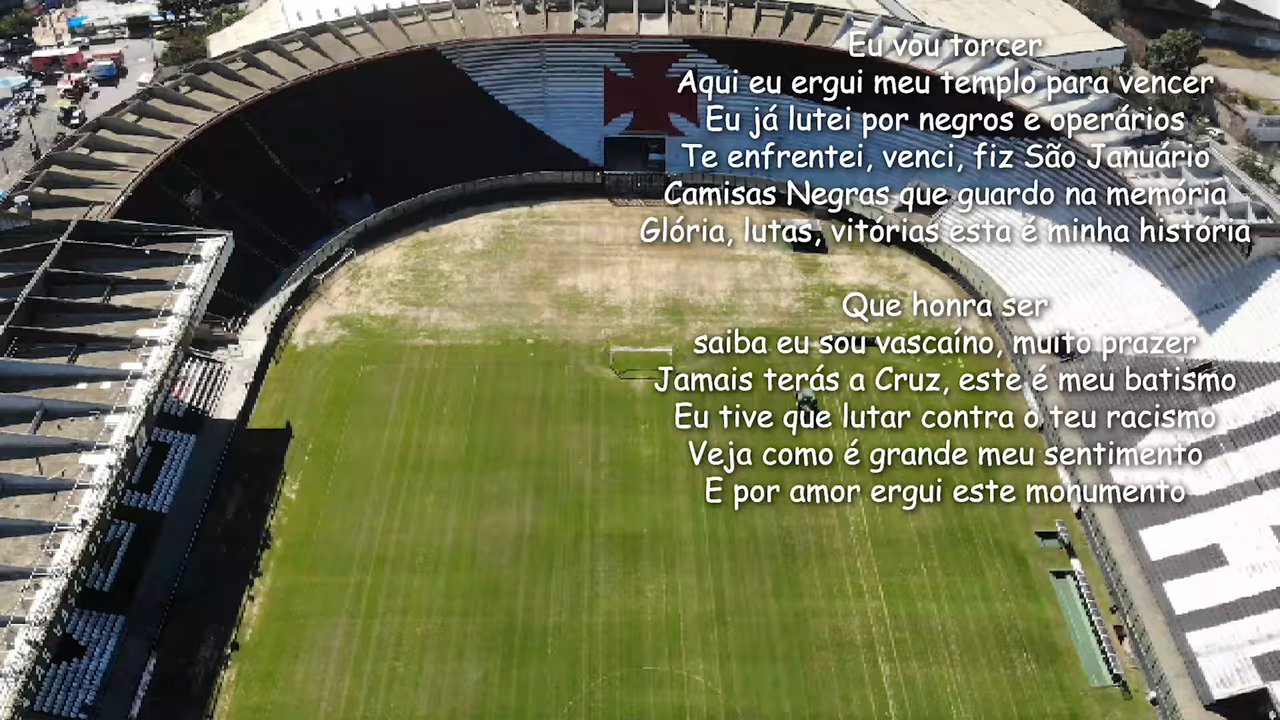 Eu vou torcer
Aqui eu ergui meu templo para vencer
Eu já lutei por negros e operários
Te enfrentei, venci, fiz São Januário
Camisas Negras que guardo na memória
Glória, lutas, vitórias esta é minha história
Que honra ser
saiba eu sou vascaíno, muito prazer
Jamais terás a Cruz, este é meu batismo
Eu tive que lutar contra o teu racismo
Veja como é grande meu sentimento
E por amor ergui este monumento